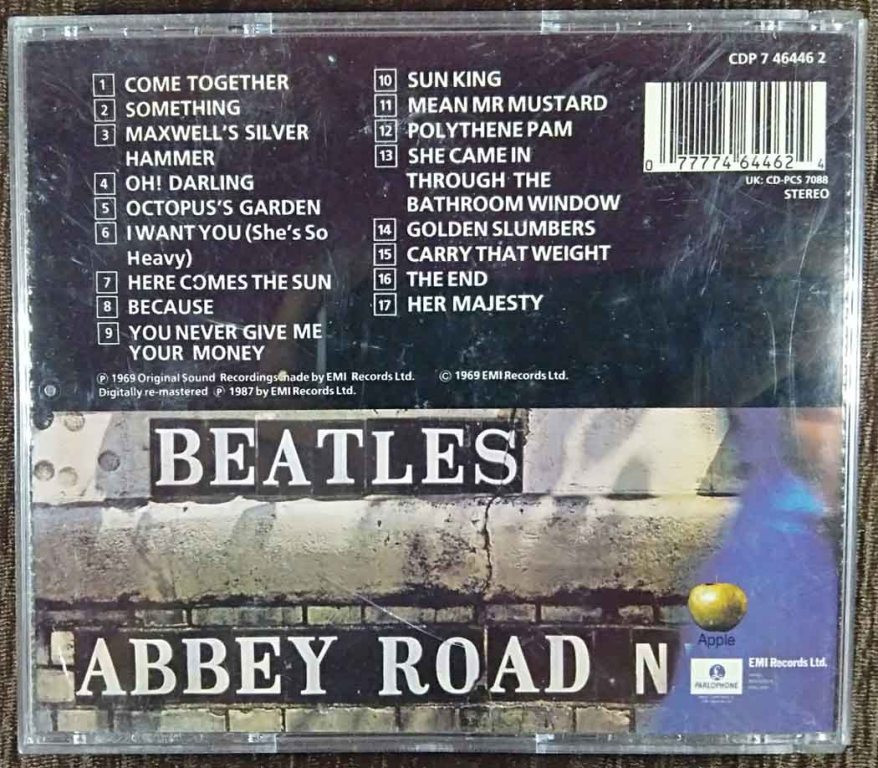 CDP 7 46446 2
1 COME TOGETHER
2 SOMETHING
3 MAXWELL'S SILVER
HAMMER
4 OH! DARLING
5 OCTOPUS'S GARDEN
6 I WANT YOU (She's So
Heavy)
7 HERE COMES THE SUN
8 BECAUSE
9 YOU NEVER GIVE ME
YOUR MONEY
10 SUN KING
11 MEAN MR MUSTARD
12 POLYTHENE PAM
13 SHE CAME IN
THROUGH THE
BATHROOM WINDOW
14 GOLDEN SLUMBERS
15 CARRY THAT WEIGHT
16 THE END
17 HER MAJESTY
0 77774 64462 4
UK: CD-PCS 7088
STEREO
Ⓟ 1969 Original Sound Recordings made by EMI Records Ltd. © 1969 EMI Records Ltd.
Digitally re-mastered Ⓟ 1987 by EMI Records Ltd.
BEATLES
ABBEY ROAD N
Apple
PARLOPHONE
EMI Records Ltd.